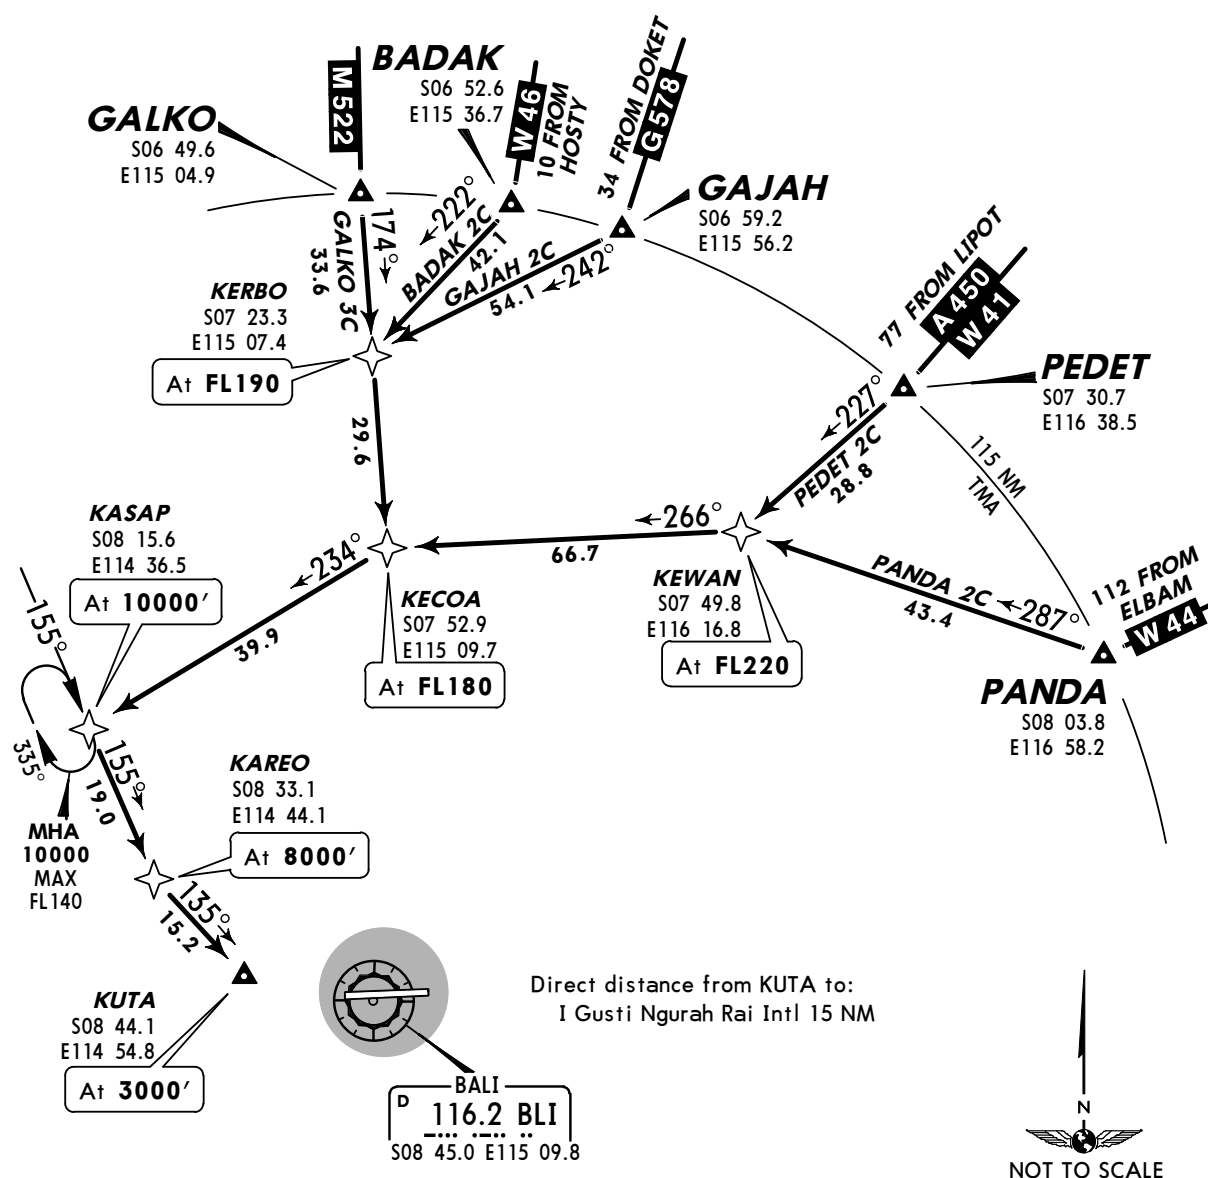 BADAK
S06 52.6
E115 36.7
M 522
W 46
10 FROM
HOSTY
34 FROM DOKET
G 578
GALKO
S06 49.6
E115 04.9
GAJAH
S06 59.2
E115 56.2
174°
GALKO 3C
33.6
222°
BADAK 2C
42.1
GAJAH 2C
54.1
242°
77 FROM LIPOT
A 450
W 41
KERBO
S07 23.3
E115 07.4
At FL190
PEDET
S07 30.7
E116 38.5
227°
PEDET 2C
28.8
115 NM
TMA
29.6
KASAP
S08 15.6
E114 36.5
At 10000′
234°
39.9
266°
66.7
KECOA
S07 52.9
E115 09.7
At FL180
KEWAN
S07 49.8
E116 16.8
At FL220
PANDA 2C
43.4
287°
112 FROM
ELBAM
W 44
PANDA
S08 03.8
E116 58.2
155°
335°
155°
19.0
MHA
10000
MAX
FL140
KAREO
S08 33.1
E114 44.1
At 8000′
135°
15.2
KUTA
S08 44.1
E114 54.8
At 3000′
Direct distance from KUTA to:
I Gusti Ngurah Rai Intl 15 NM
BALI
D 116.2 BLI
S08 45.0 E115 09.8
N
NOT TO SCALE